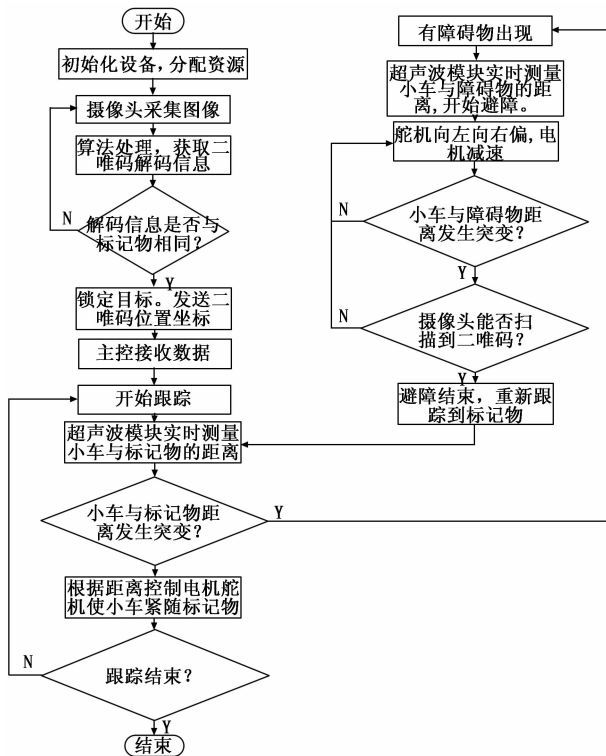 开始
初始化设备,分配资源
摄像头采集图像
算法处理,获取二
唯码解码信息
N
解码信息是否与
标记物相同?
Y
锁定目标。发送二
唯码位置坐标
主控接收数据
开始跟踪
超声波模块实时测量
小车与标记物的距离
小车与标记物距
离发生突变?
Y
根据距离控制电机舵
机使小车紧随标记物
N
跟踪结束?
Y
结束
有障碍物出现
超声波模块实时测量
小车与障碍物的距
离,开始避障。
舵机向左向右偏,电
机减速
N
小车与障碍物距
离发生突变?
Y
N
摄像头能否扫
描到二唯码?
Y
避障结束,重新跟
踪到标记物